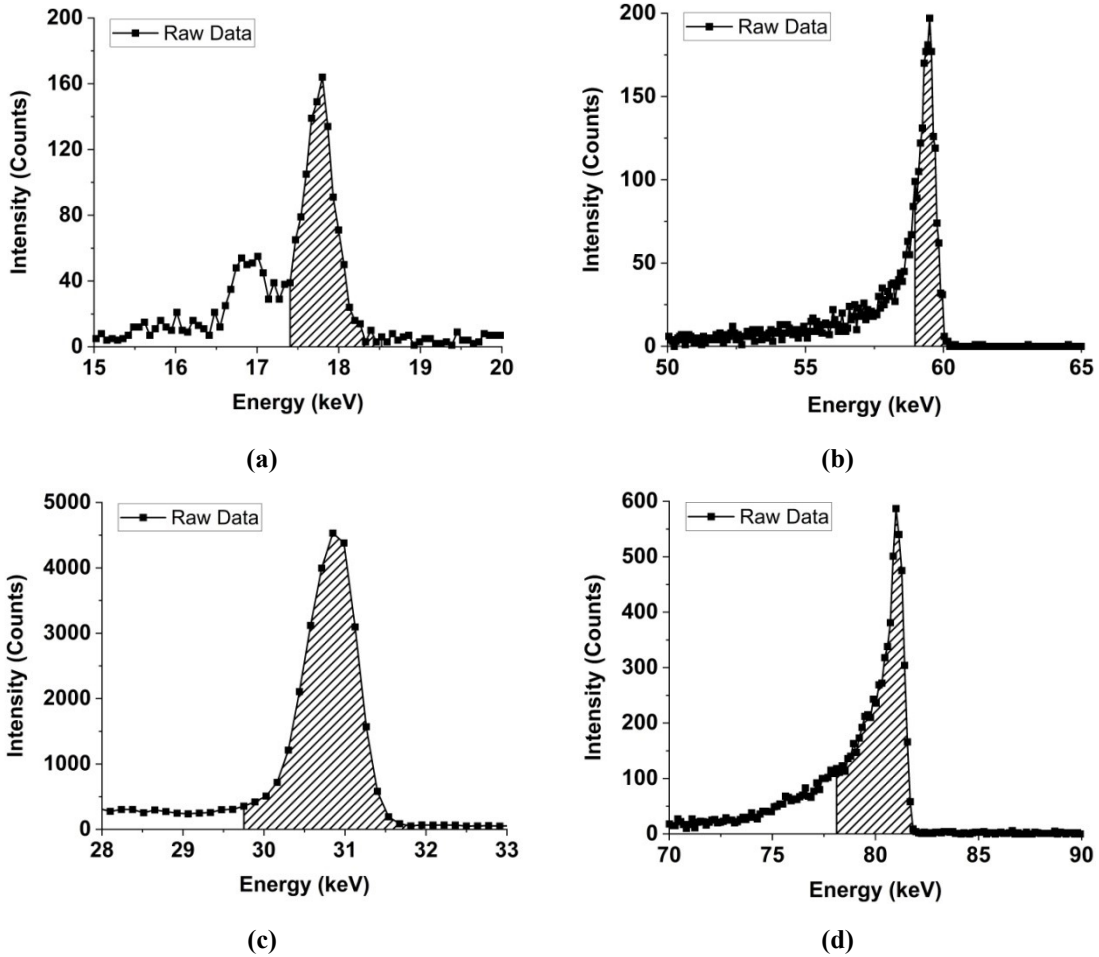 200
160
120
80
40
0
Intensity (Counts)
Raw Data
15 16 17 18 19 20
Energy (keV)
(a)
200
150
100
50
0
Intensity (Counts)
Raw Data
50 55 60 65
Energy (keV)
(b)
5000
4000
3000
2000
1000
0
Intensity (Counts)
Raw Data
28 29 30 31 32 33
Energy (keV)
(c)
600
500
400
300
200
100
0
Intensity (Counts)
Raw Data
70 75 80 85 90
Energy (keV)
(d)